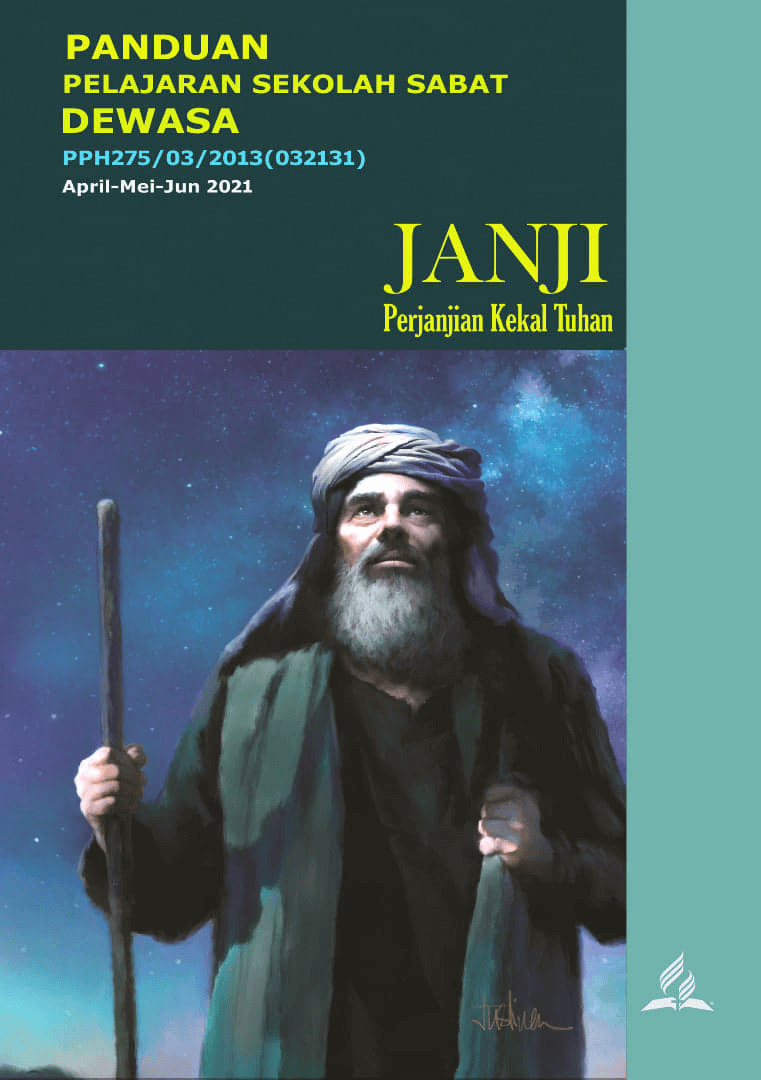 PANDUAN
PELAJARAN SEKOLAH SABAT
DEWASA
PPH275/03/2013(032131)
April-Mei-Jun 2021
JANJI
Perjanjian Kekal Tuhan